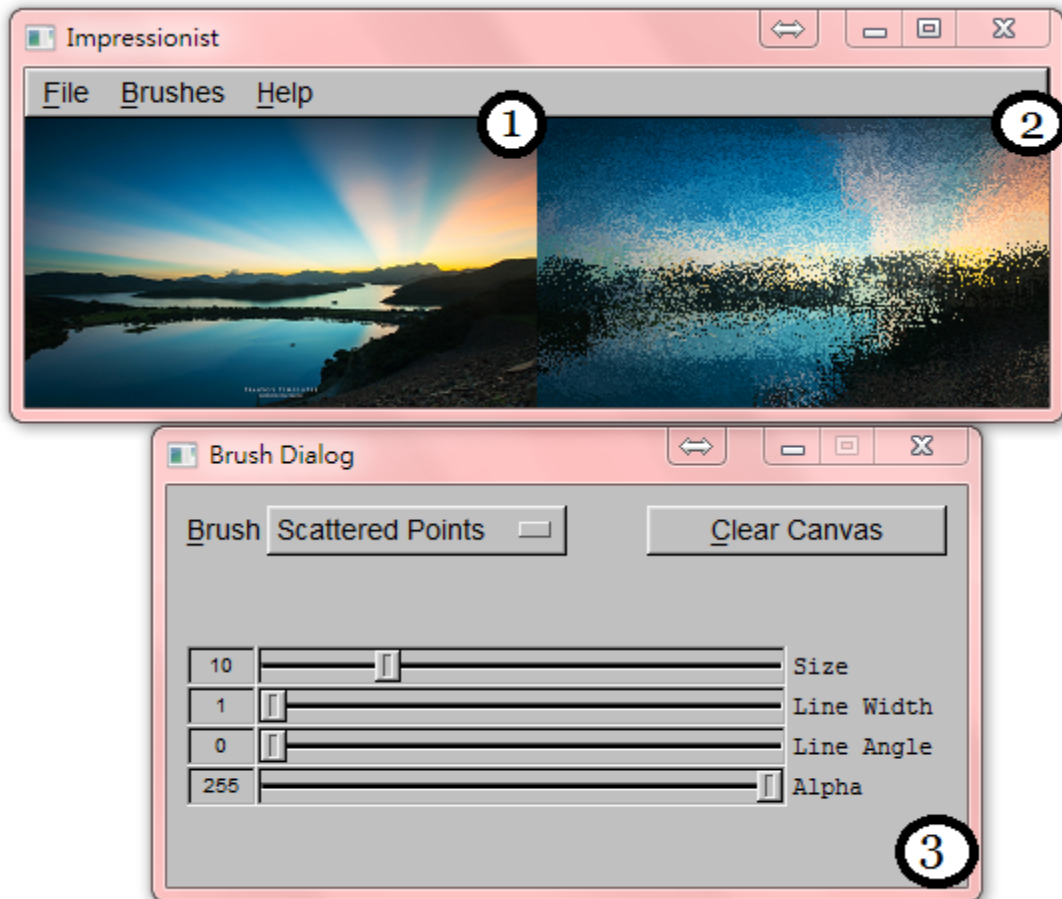 Impressionist
File Brushes Help
1
2
Brush Dialog
Brush Scattered Points Clear Canvas
10 Size
1 Line Width
0 Line Angle
255 Alpha
3